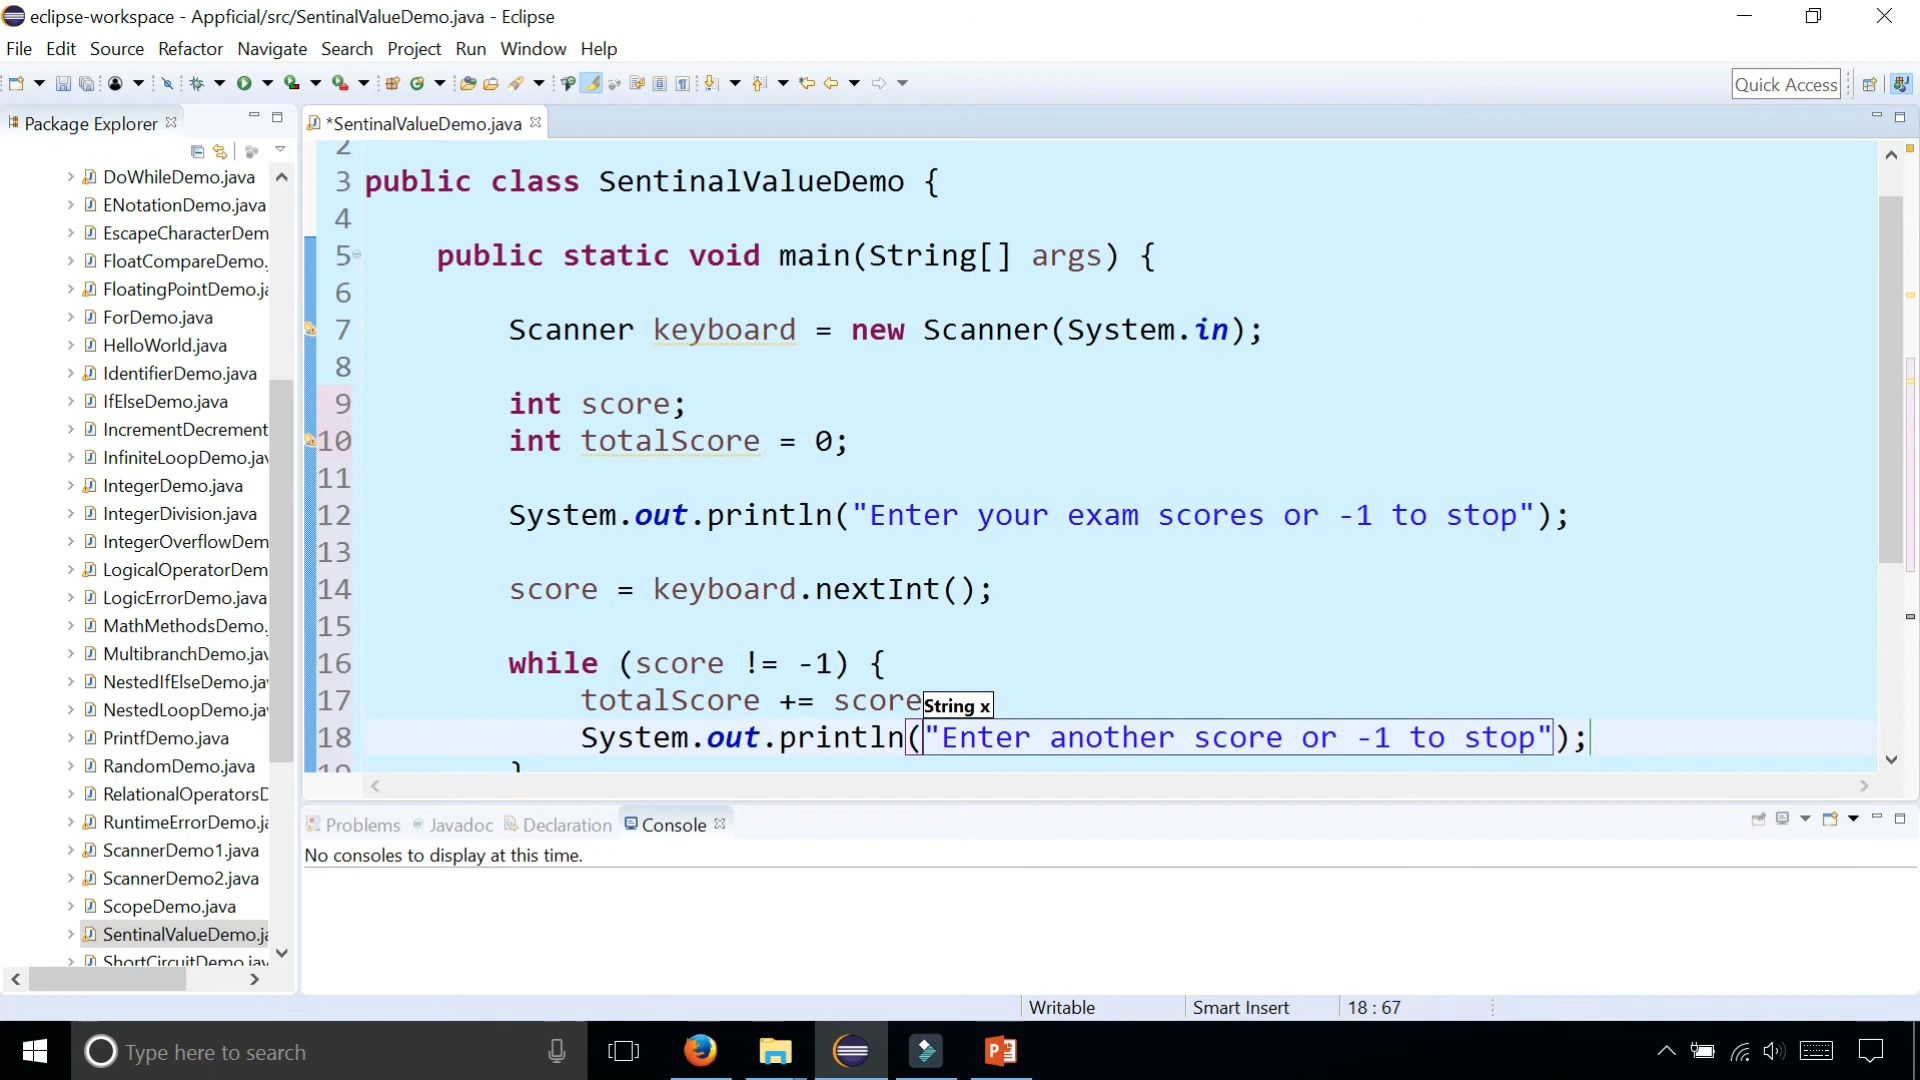 eclipse-workspace - Appficial/src/SentinalValueDemo.java - Eclipse
File Edit Source Refactor Navigate Search Project Run Window Help
Quick Access
Package Explorer
*SentinalValueDemo.java
DoWhileDemo.java
ENotationDemo.java
EscapeCharacterDem
FloatCompareDemo.
FloatingPointDemo.ja
ForDemo.java
HelloWorld.java
IdentifierDemo.java
IfElseDemo.java
IncrementDecrement
InfiniteLoopDemo.jav
IntegerDemo.java
IntegerDivision.java
IntegerOverflowDem
LogicalOperatorDem
LogicErrorDemo.java
MathMethodsDemo.
MultibranchDemo.jav
NestedIfElseDemo.jav
NestedLoopDemo.jav
PrintfDemo.java
RandomDemo.java
RelationalOperatorsD
RuntimeErrorDemo.ja
ScannerDemo1.java
ScannerDemo2.java
ScopeDemo.java
SentinalValueDemo.ja
ShortCircuitDemo.jav
2
3 public class SentinalValueDemo {
4
5 public static void main(String[] args) {
6
7 Scanner keyboard = new Scanner(System.in);
8
9 int score;
10 int totalScore = 0;
11
12 System.out.println("Enter your exam scores or -1 to stop");
13
14 score = keyboard.nextInt();
15
16 while (score != -1) {
17 totalScore += score
String x
18 System.out.println("Enter another score or -1 to stop");
19 }
Problems Javadoc Declaration Console
No consoles to display at this time.
Writable Smart Insert 18 : 67
Type here to search